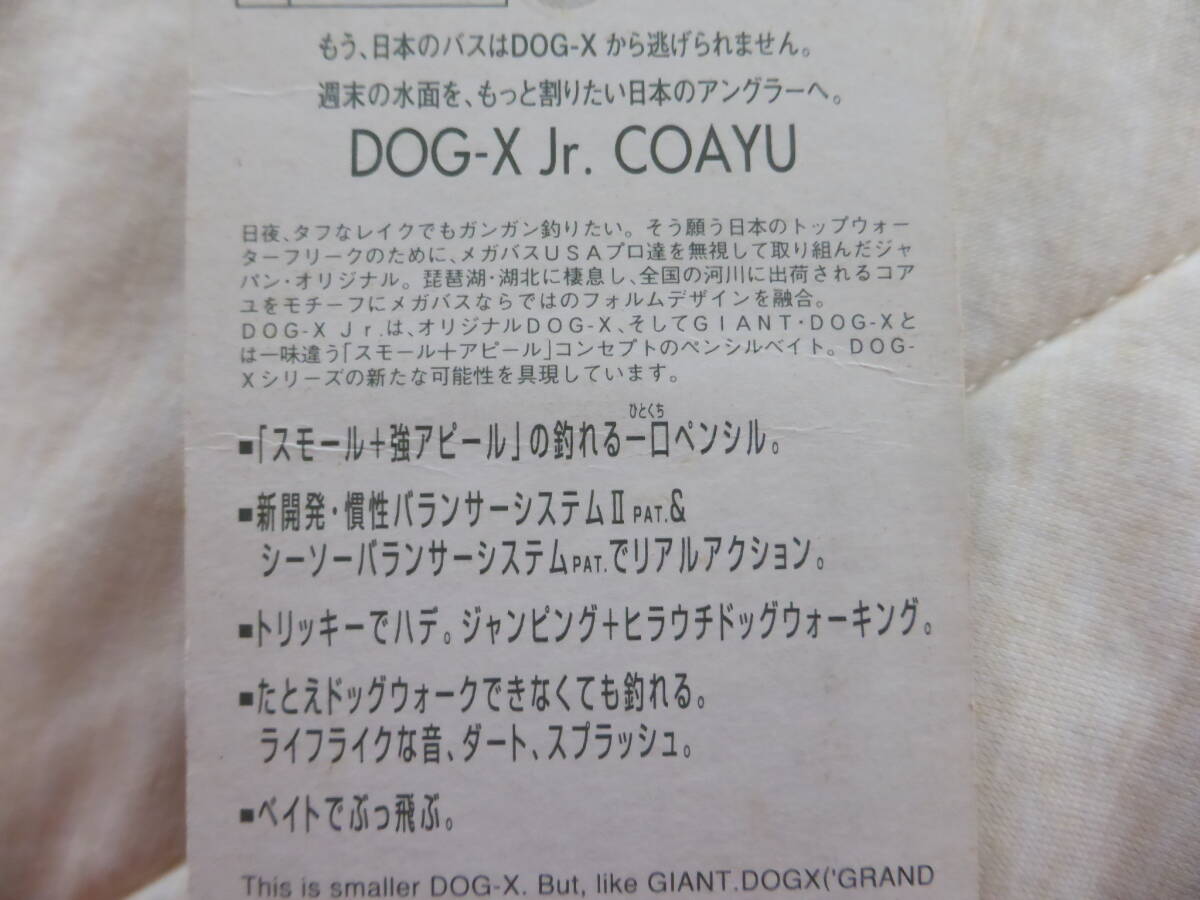 もう、日本のバスはDOG-X から逃げられません。
週末の水面を、もっと割りたい日本のアングラーへ。
DOG-X Jr. COAYU
日夜、タフなレイクでもガンガン釣りたい。そう願う日本のトップウォー
ターフリークのために、メガバスUSAプロ達を無視して取り組んだジャ
パン・オリジナル。琵琶湖・湖北に棲息し、全国の河川に出荷されるコア
ユをモチーフにメガバスならではのフォルムデザインを融合。
DOG-X Jr.は、オリジナルDOG-X、そしてGIANT・DOG-Xと
は一味違う「スモール＋アピール」コンセプトのペンシルベイト。DOG-
Xシリーズの新たな可能性を具現しています。
ひとくち
■「スモール＋強アピール」の釣れる一口ペンシル。
■新開発・慣性バランサーシステムⅡ PAT.&
シーソーバランサーシステムPAT.でリアルアクション。
■トリッキーでハデ。ジャンピング＋ヒラウチドッグウォーキング。
■たとえドッグウォークできなくても釣れる。
ライフライクな音、ダート、スプラッシュ。
■ベイトでぶっ飛ぶ。
This is smaller DOG-X. But, like GIANT.DOGX('GRAND